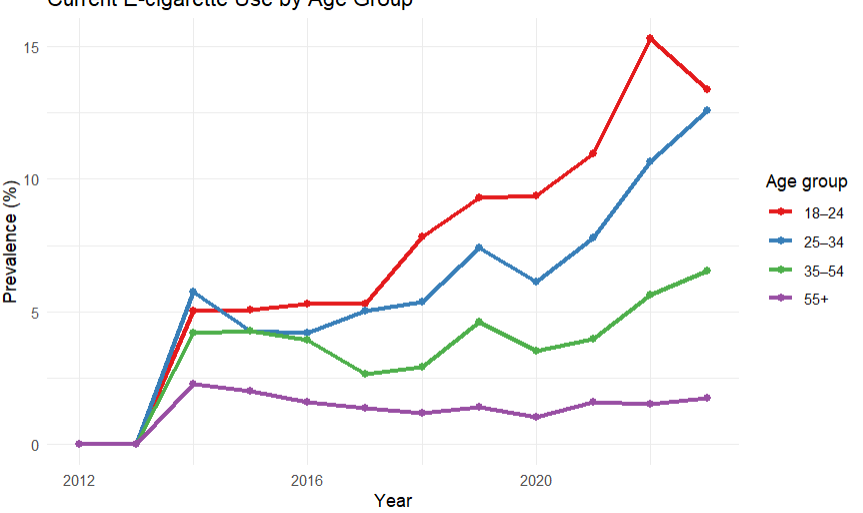 Current E-cigarette Use by Age Group
15
10
5
0
Prevalence (%)
2012
2016
2020
Year
Age group
18–24
25–34
35–54
55+